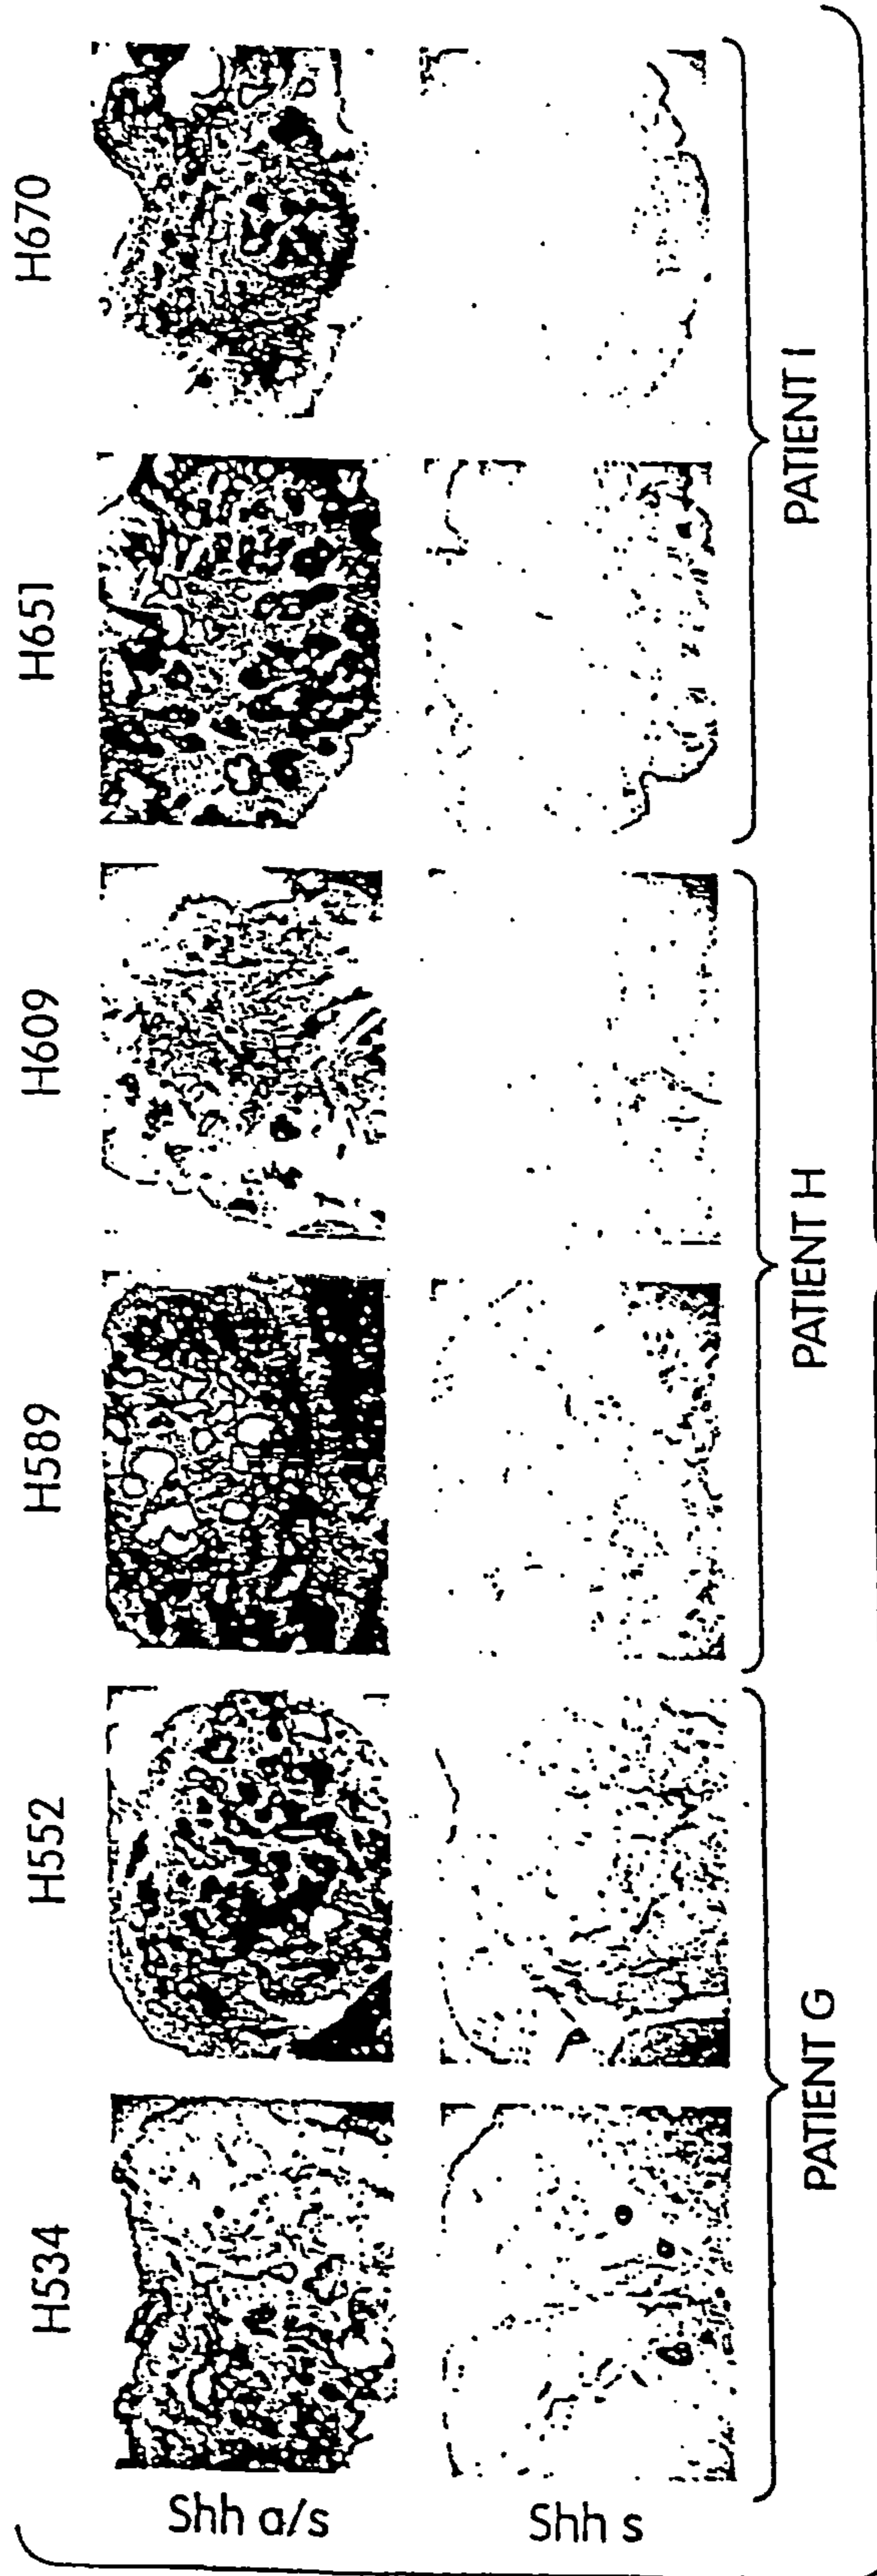 H534 H552 H589 H609 H651 H670
Shh a/s
Shh s
PATIENT G PATIENT H PATIENT I